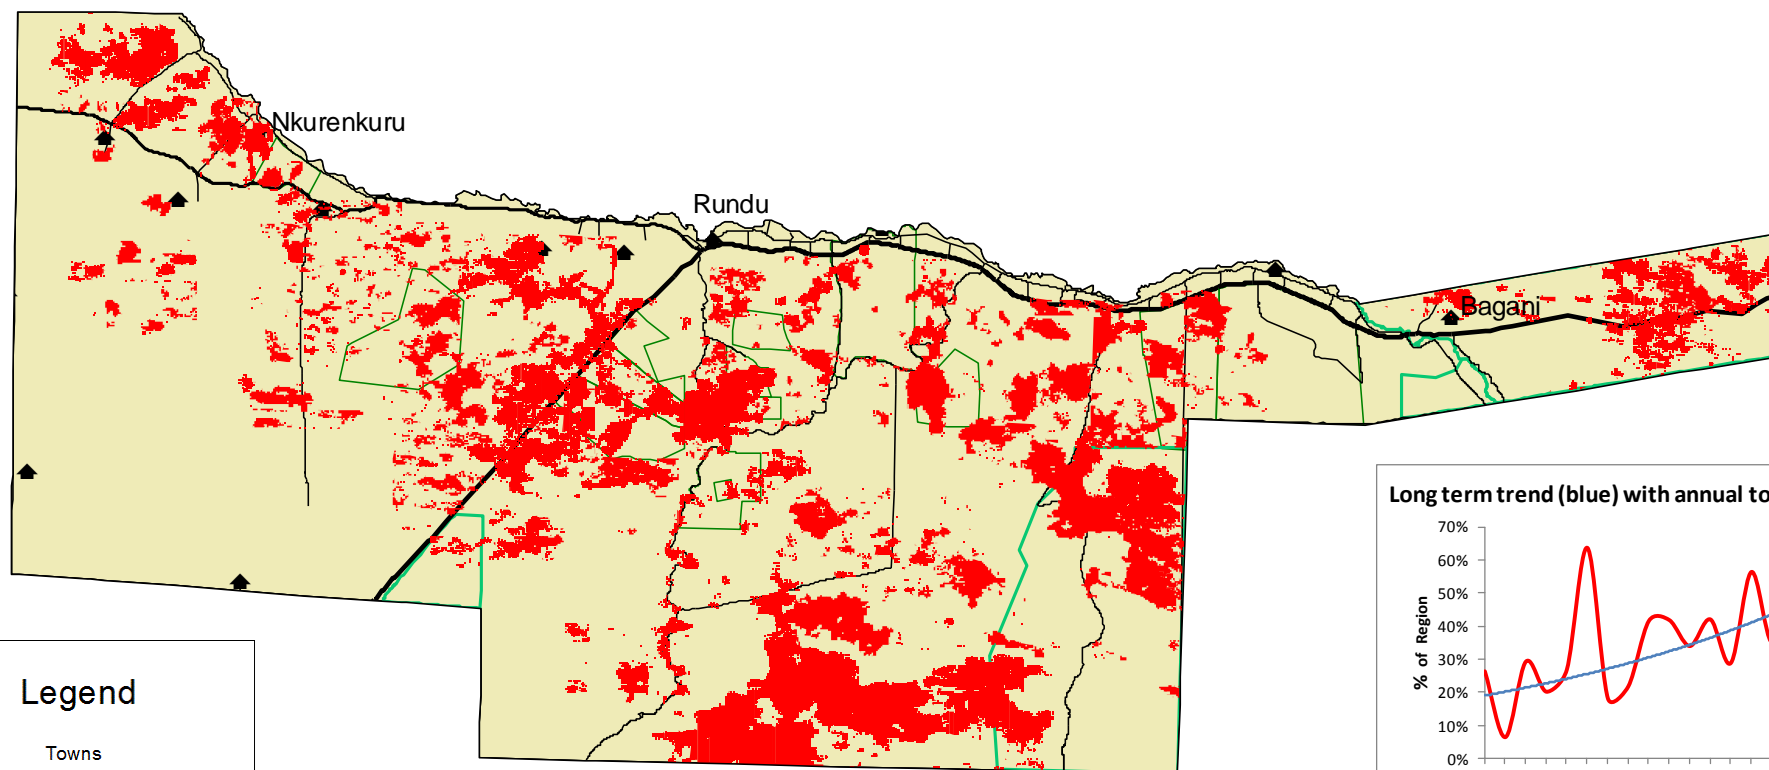 Nkurenkuru
Rundu
Bagani
Legend
Towns
Long term trend (blue) with annual to
% of Region
70%
60%
50%
40%
30%
20%
10%
0%